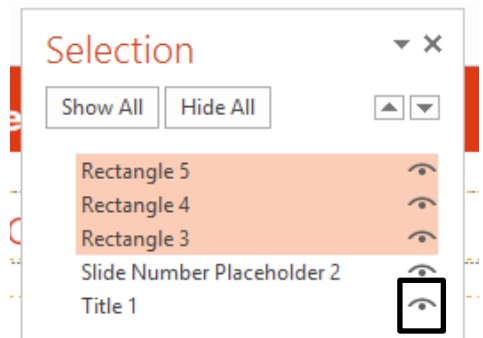 Selection
Show All Hide All
Rectangle 5
Rectangle 4
Rectangle 3
Slide Number Placeholder 2
Title 1